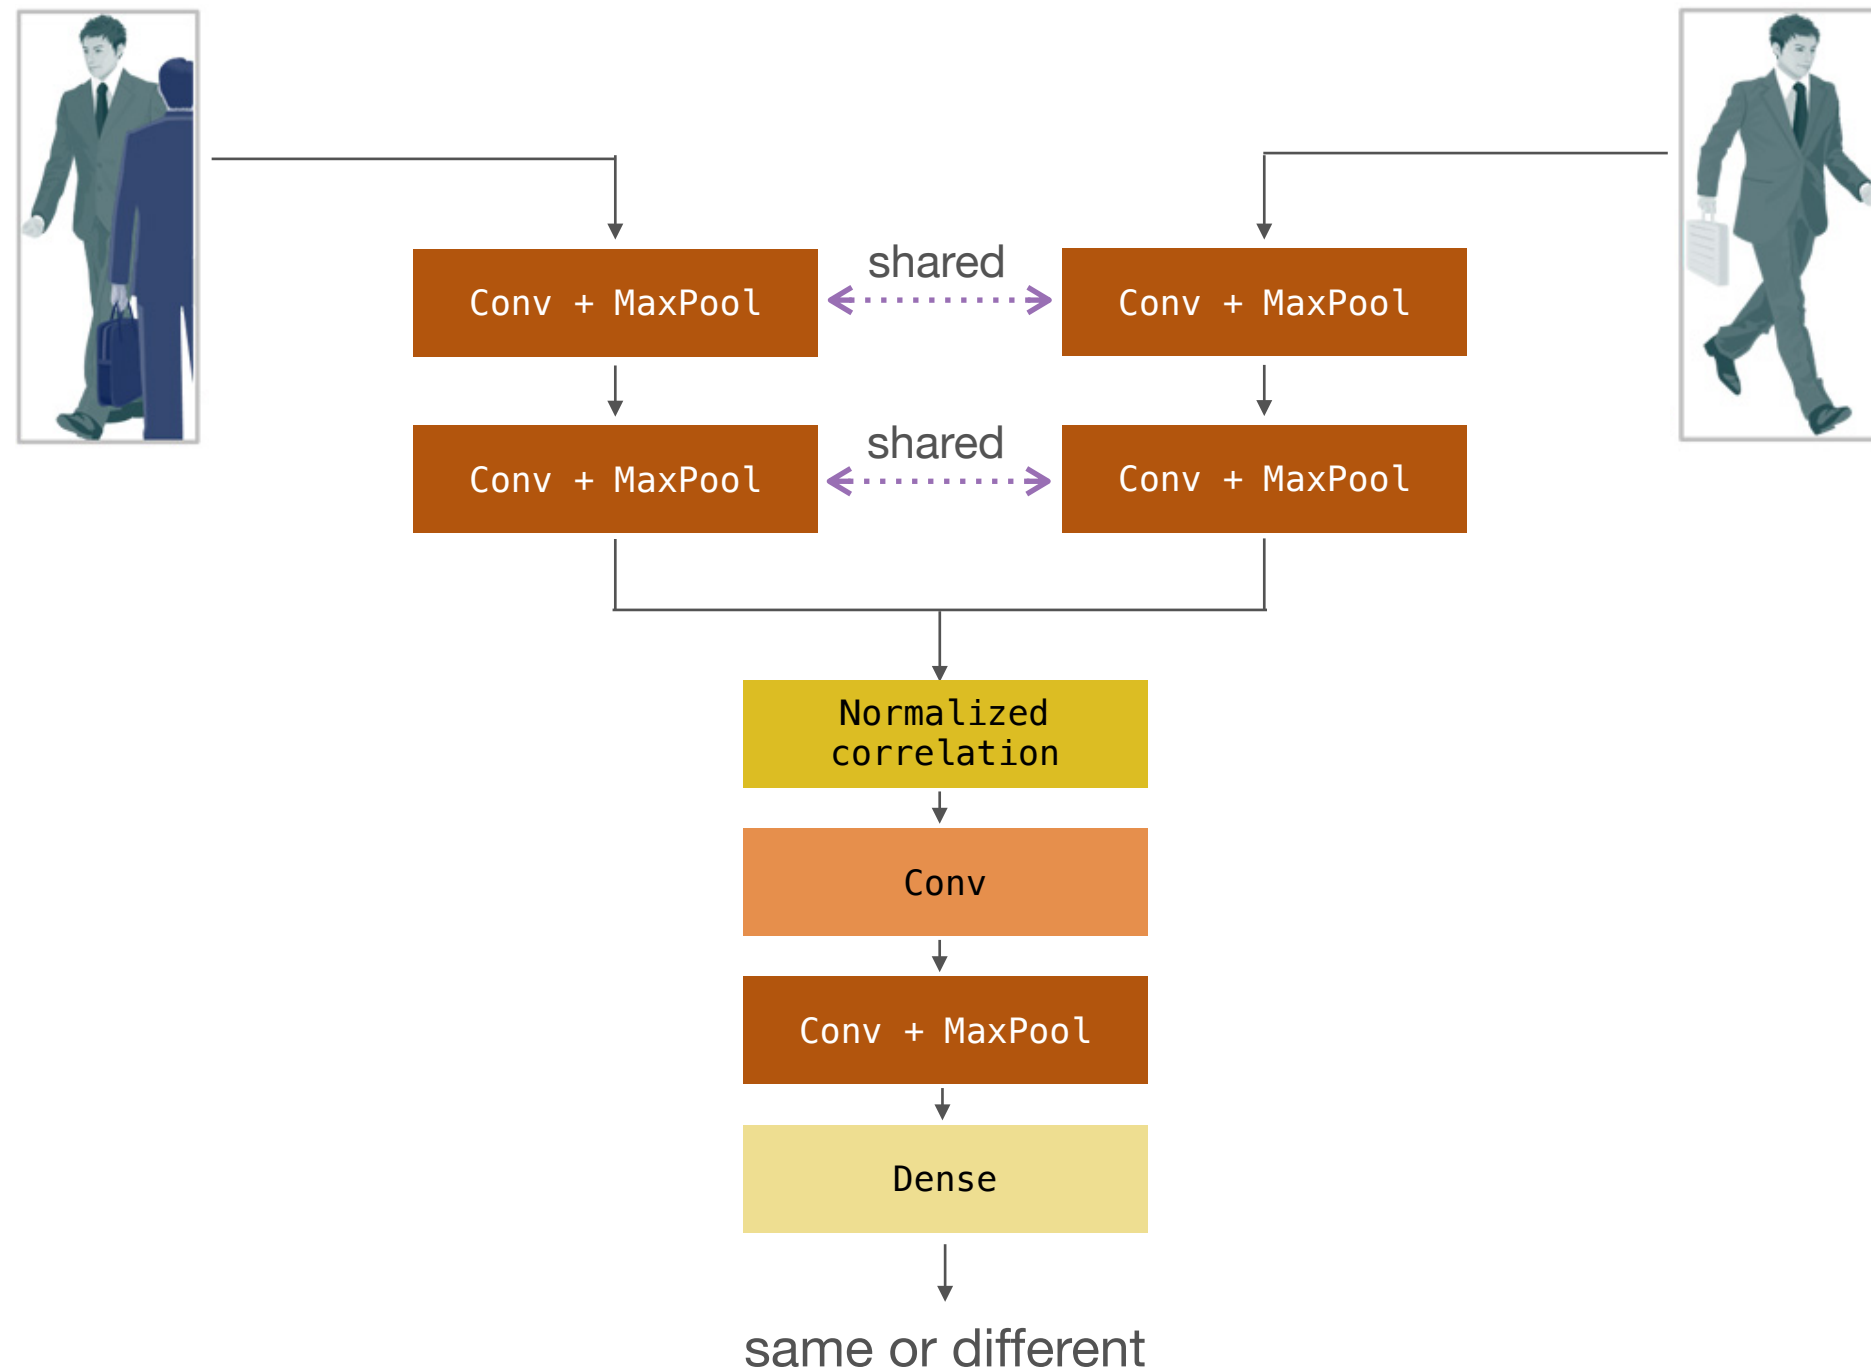 shared
Conv + MaxPool
Conv + MaxPool
shared
Conv + MaxPool
Conv + MaxPool
Normalized
correlation
Conv
Conv + MaxPool
Dense
same or different